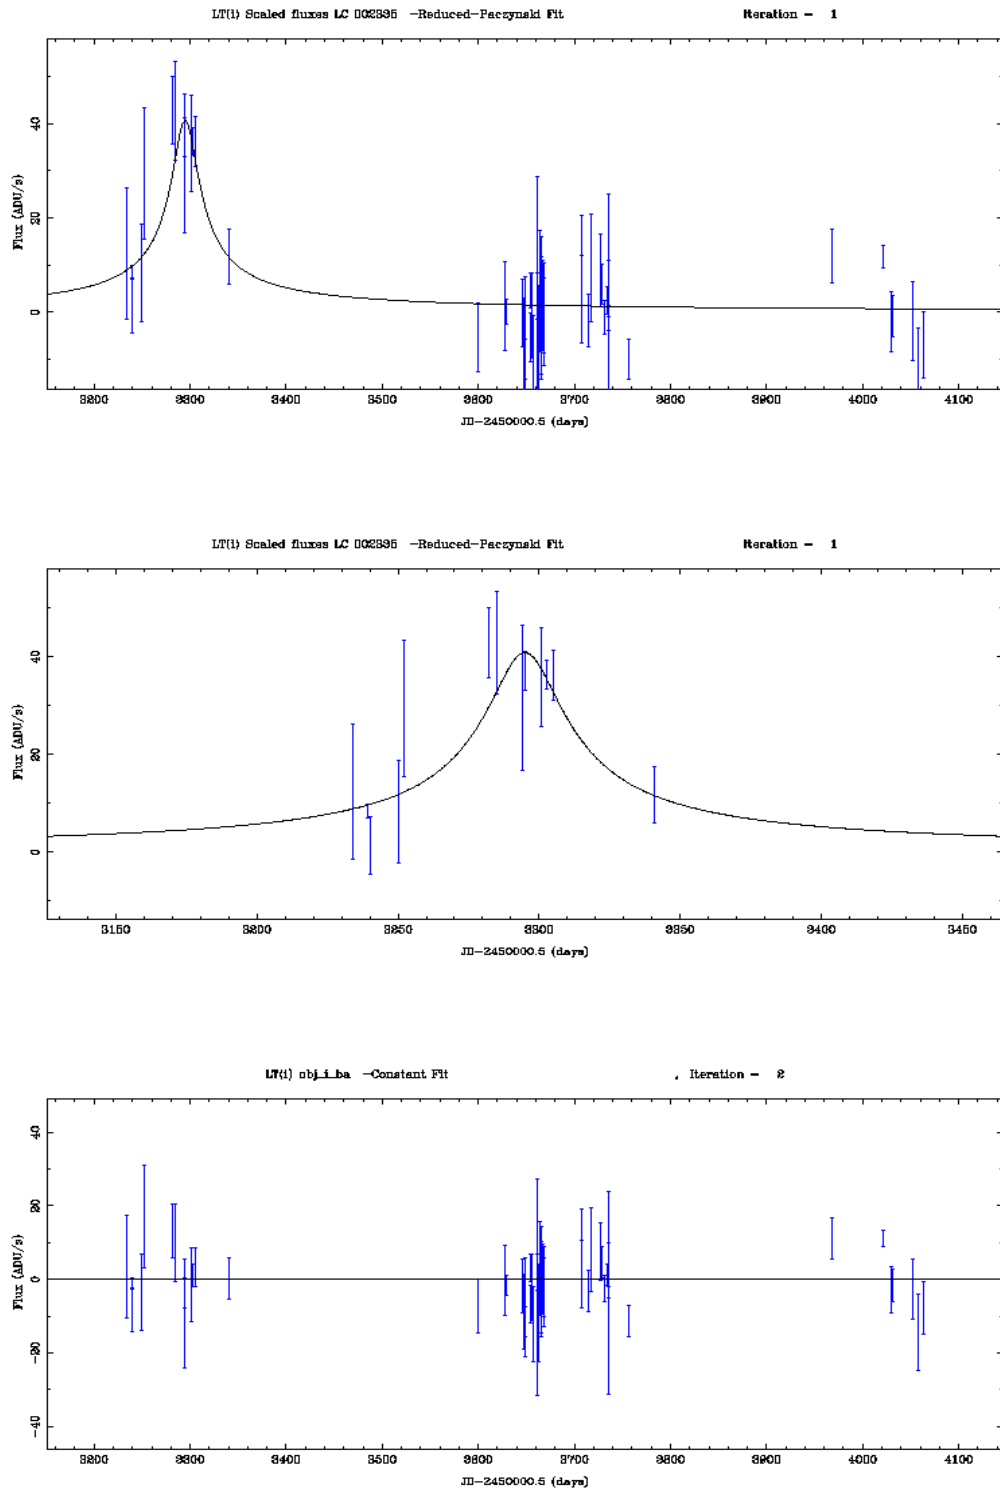 LT(i) Scaled fluxes LC 002895 -Reduced-Paczynski Fit Iteration - 1
40
20
0
Flux (ADU/s)
3200 3300 3400 3500 3600 3700 3800 3900 4000 4100
JD-2450000.5 (days)
LT(i) Scaled fluxes LC 002895 -Reduced-Paczynski Fit Iteration - 1
40
20
0
Flux (ADU/s)
3150 3200 3250 3300 3350 3400 3450
JD-2450000.5 (days)
LT(i) obj_i_ba -Constant Fit , Iteration - 2
40
20
0
-20
-40
Flux (ADU/s)
3200 3300 3400 3500 3600 3700 3800 3900 4000 4100
JD-2450000.5 (days)